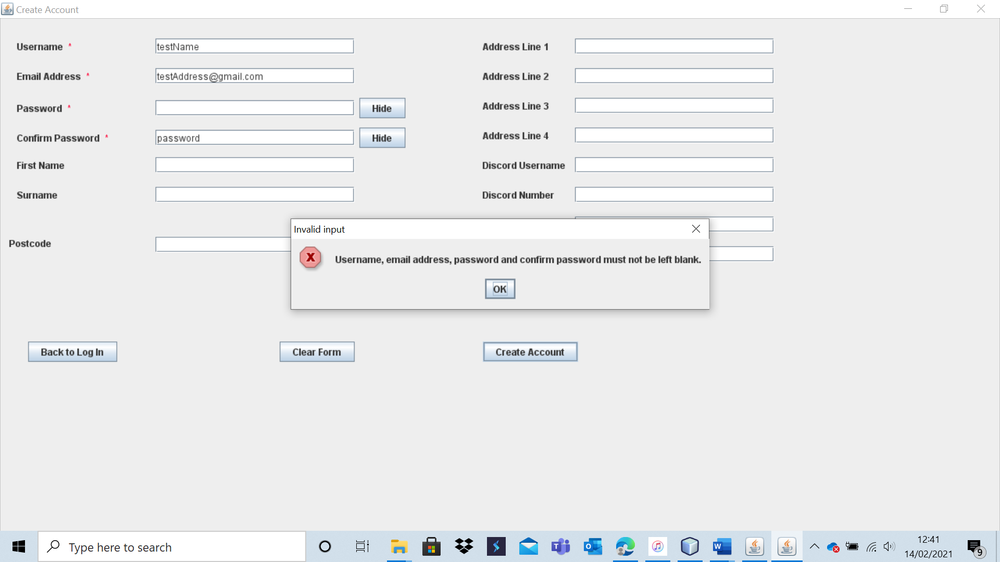 Create Account
Username * testName
Address Line 1
Email Address * testAddress@gmail.com
Address Line 2
Password * Hide
Address Line 3
Confirm Password * password Hide
Address Line 4
First Name
Discord Username
Surname
Discord Number
Postcode
Invalid input
X
Username, email address, password and confirm password must not be left blank.
OK
Back to Log In
Clear Form
Create Account
Type here to search
T
O
W
12:41
14/02/2021
9